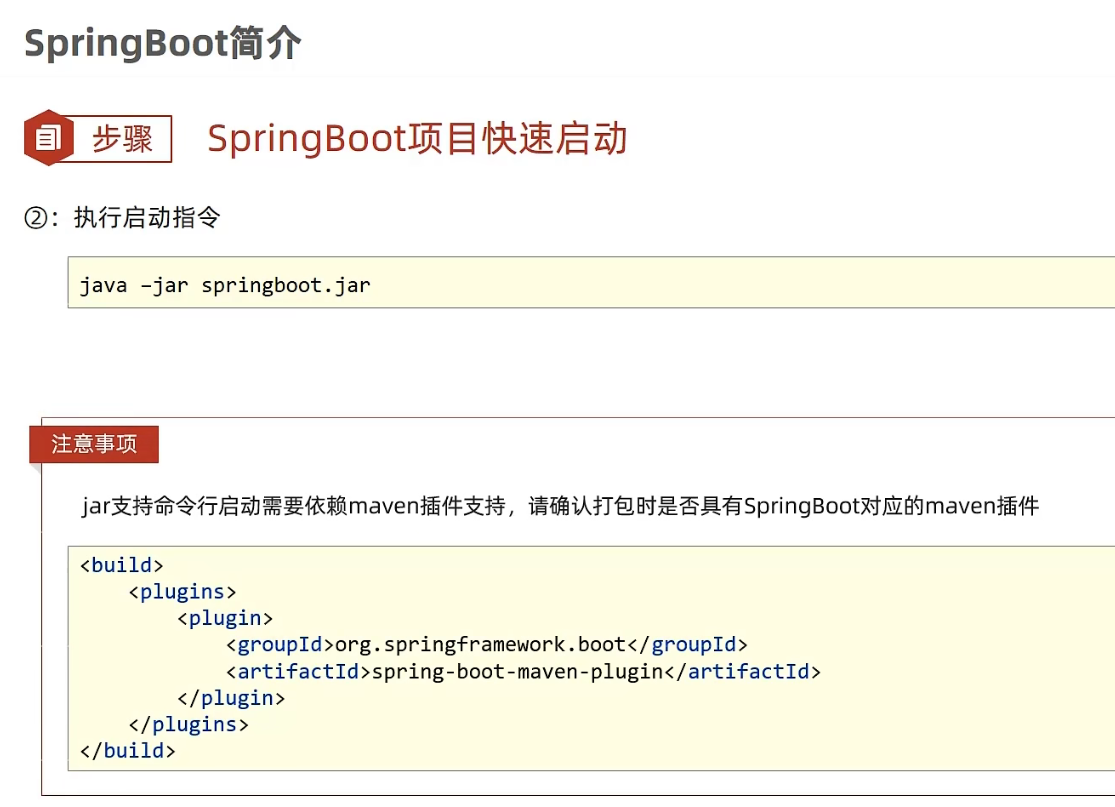 SpringBoot简介
步骤 SpringBoot项目快速启动
②：执行启动指令
java –jar springboot.jar
注意事项
jar支持命令行启动需要依赖maven插件支持，请确认打包时是否具有SpringBoot对应的maven插件
<build>
    <plugins>
        <plugin>
            <groupId>org.springframework.boot</groupId>
            <artifactId>spring-boot-maven-plugin</artifactId>
        </plugin>
    </plugins>
</build>